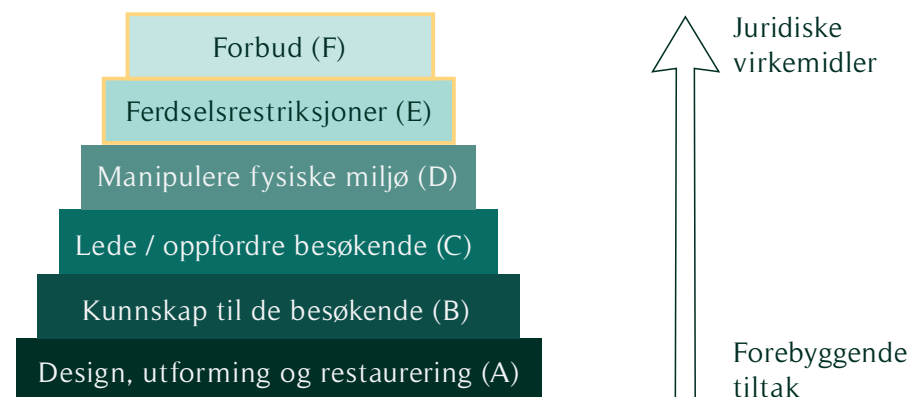 Forbud (F)
Ferdselsrestriksjoner (E)
Manipulere fysiske miljø (D)
Lede / oppfordre besøkende (C)
Kunnskap til de besøkende (B)
Design, utforming og restaurering (A)
Juridiske
virkemidler
Forebyggende
tiltak